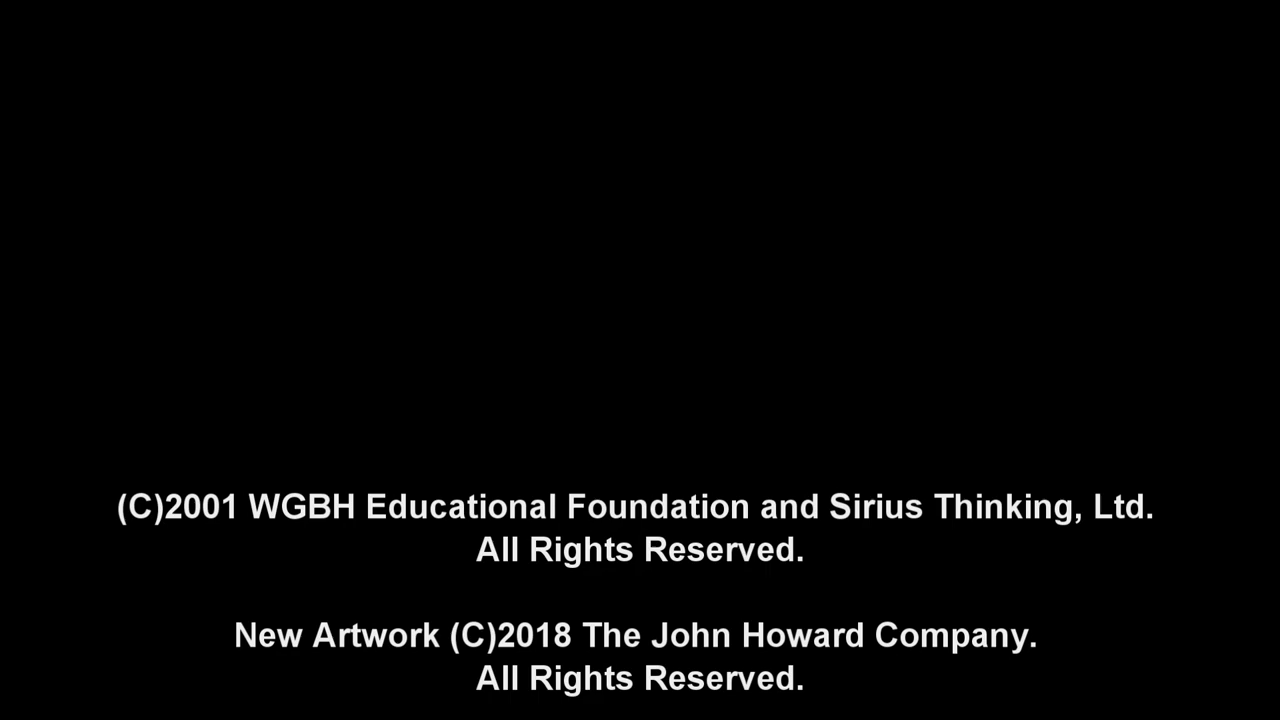 (C)2001 WGBH Educational Foundation and Sirius Thinking, Ltd.
All Rights Reserved.
New Artwork (C)2018 The John Howard Company.
All Rights Reserved.